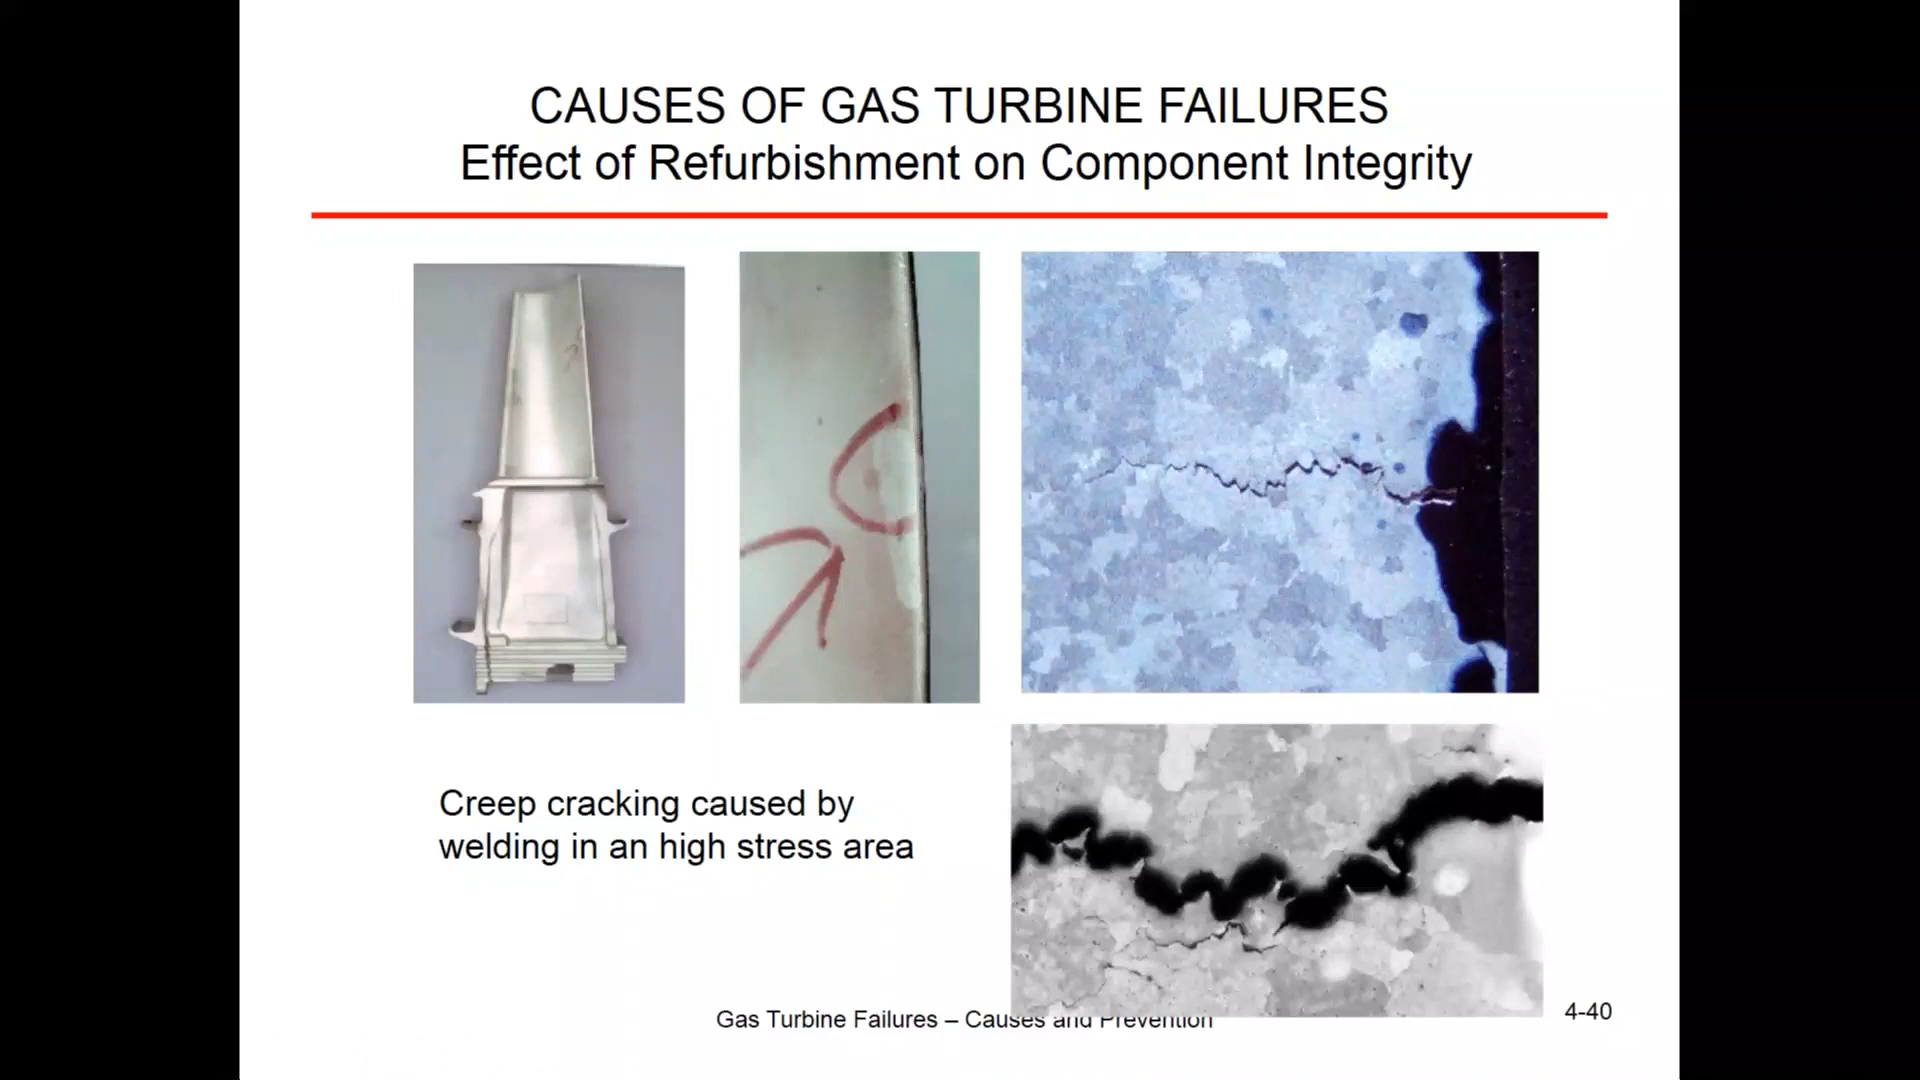 CAUSES OF GAS TURBINE FAILURES
Effect of Refurbishment on Component Integrity
Creep cracking caused by
welding in an high stress area
Gas Turbine Failures – Causes and Prevention
4-40